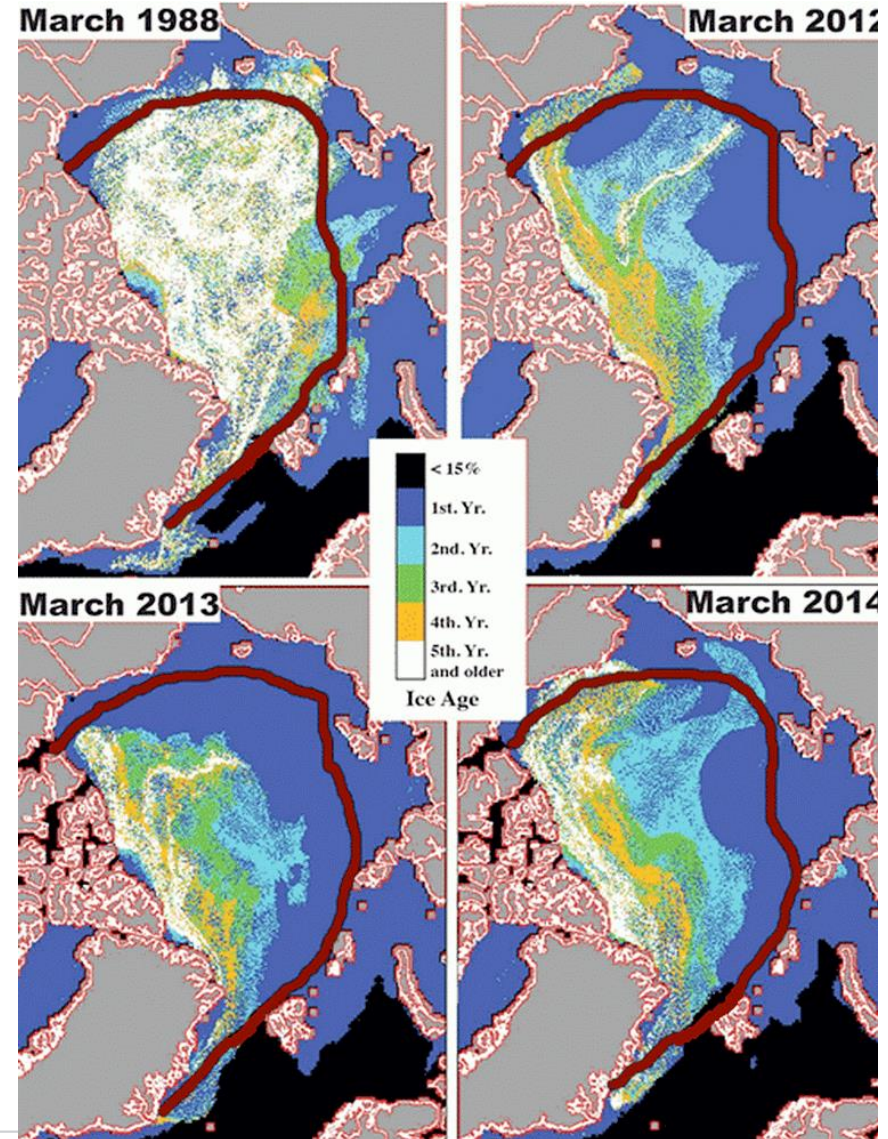 March 1988
March 2012
< 15%
1st. Yr.
2nd. Yr.
3rd. Yr.
4th. Yr.
5th. Yr.
and older
Ice Age
March 2013
March 2014